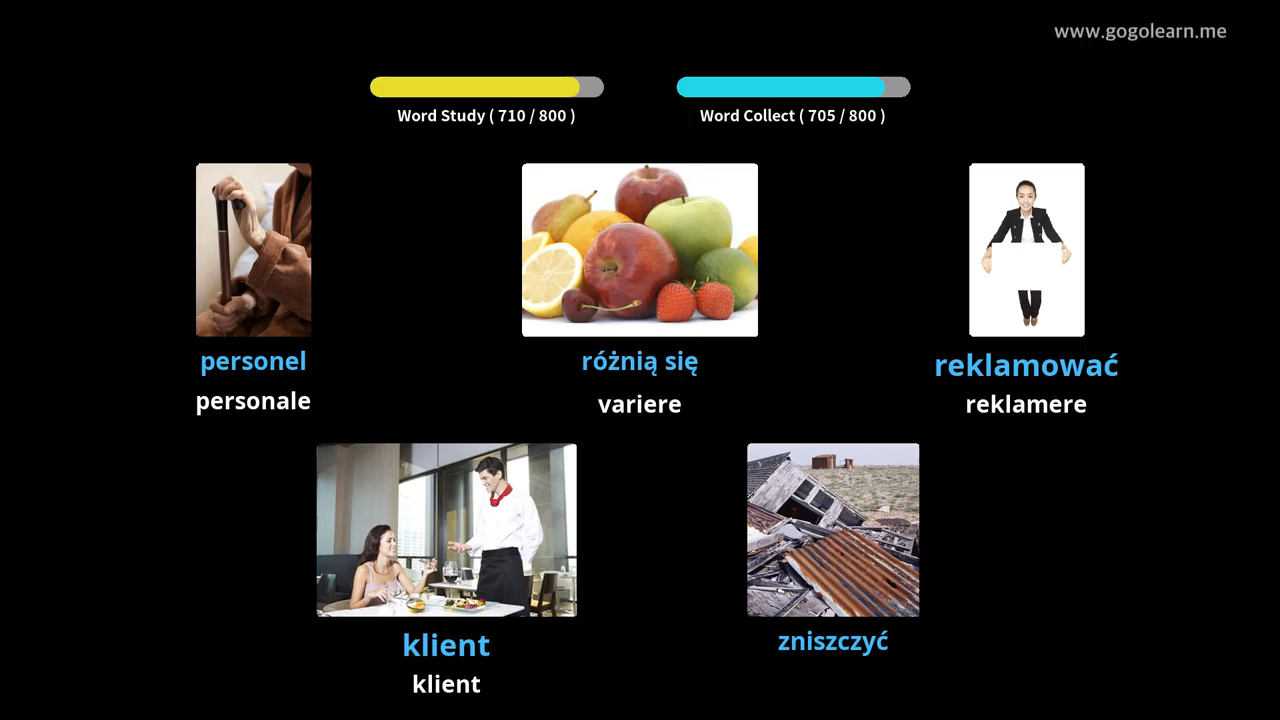 www.gogolearn.me
Word Study ( 710 / 800 )
Word Collect ( 705 / 800 )
personel
różnią się
reklamować
personale
variere
reklamere
klient
zniszczyć
klient